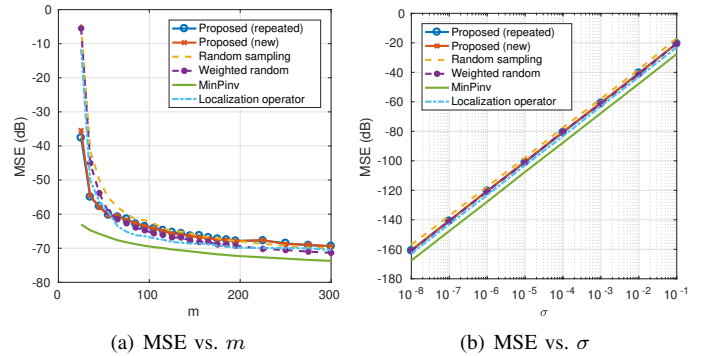 0
-10
-20
-30
-40
-50
-60
-70
-80
MSE (dB)
0 100 200 300
m
Proposed (repeated)
Proposed (new)
Random sampling
Weighted random
MinPinv
Localization operator
(a) MSE vs. m
-20
-40
-60
-80
-100
-120
-140
-160
-180
MSE (dB)
10⁻⁸ 10⁻⁷ 10⁻⁶ 10⁻⁵ 10⁻⁴ 10⁻³ 10⁻² 10⁻¹
σ
Proposed (repeated)
Proposed (new)
Random sampling
Weighted random
MinPinv
Localization operator
(b) MSE vs. σ